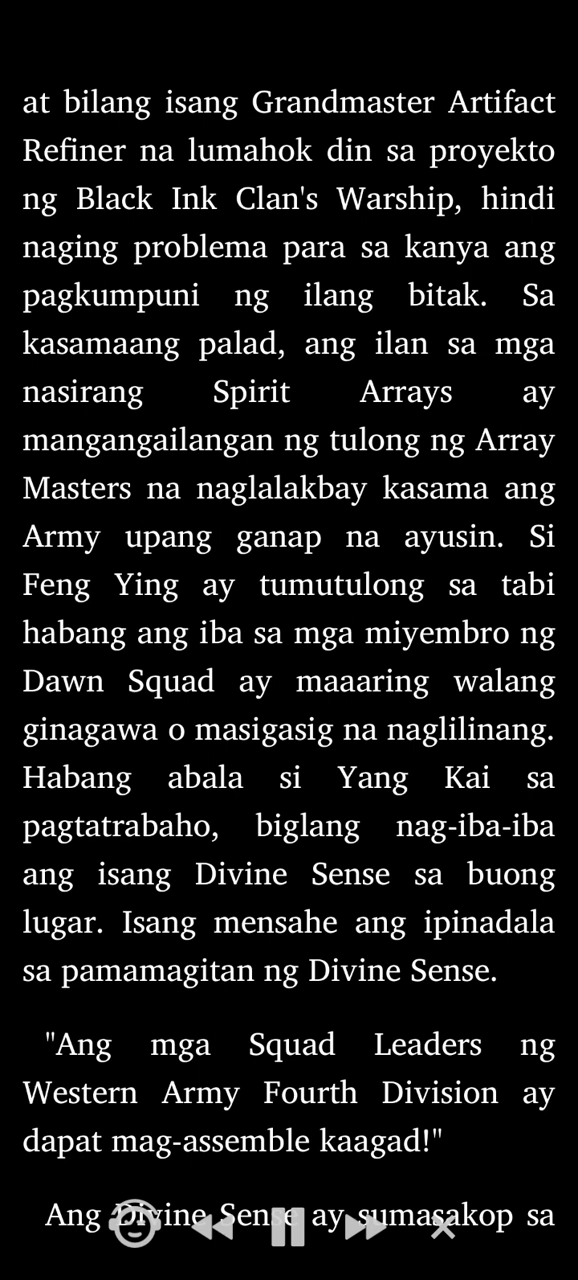 at bilang isang Grandmaster Artifact
Refiner na lumahok din sa proyekto
ng Black Ink Clan's Warship, hindi
naging problema para sa kanya ang
pagkumpuni ng ilang bitak. Sa
kasamaang palad, ang ilan sa mga
nasirang Spirit Arrays ay
mangangailangan ng tulong ng Array
Masters na naglalakbay kasama ang
Army upang ganap na ayusin. Si
Feng Ying ay tumutulong sa tabi
habang ang iba sa mga miyembro ng
Dawn Squad ay maaaring walang
ginagawa o masigasig na naglilinang.
Habang abala si Yang Kai sa
pagtatrabaho, biglang nag-iba-iba
ang isang Divine Sense sa buong
lugar. Isang mensahe ang ipinadala
sa pamamagitan ng Divine Sense.
"Ang mga Squad Leaders ng
Western Army Fourth Division ay
dapat mag-assemble kaagad!"
Ang Divine Sense ay sumasakop sa